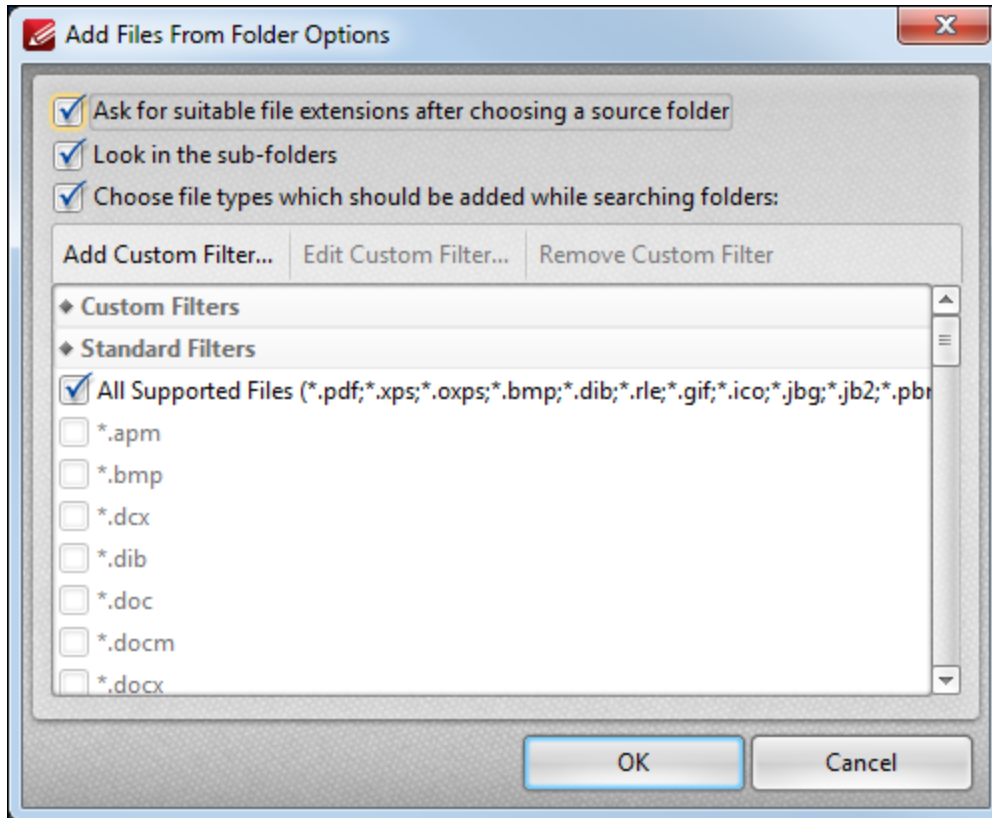 Add Files From Folder Options
Ask for suitable file extensions after choosing a source folder
Look in the sub-folders
Choose file types which should be added while searching folders:
Add Custom Filter... Edit Custom Filter... Remove Custom Filter
Custom Filters
Standard Filters
All Supported Files (*.pdf;*.xps;*.oxps;*.bmp;*.dib;*.rle;*.gif;*.ico;*.jbg;*.jb2;
*.apm
*.bmp
*.dcx
*.dib
*.doc
*.docm
*.docx
OK Cancel